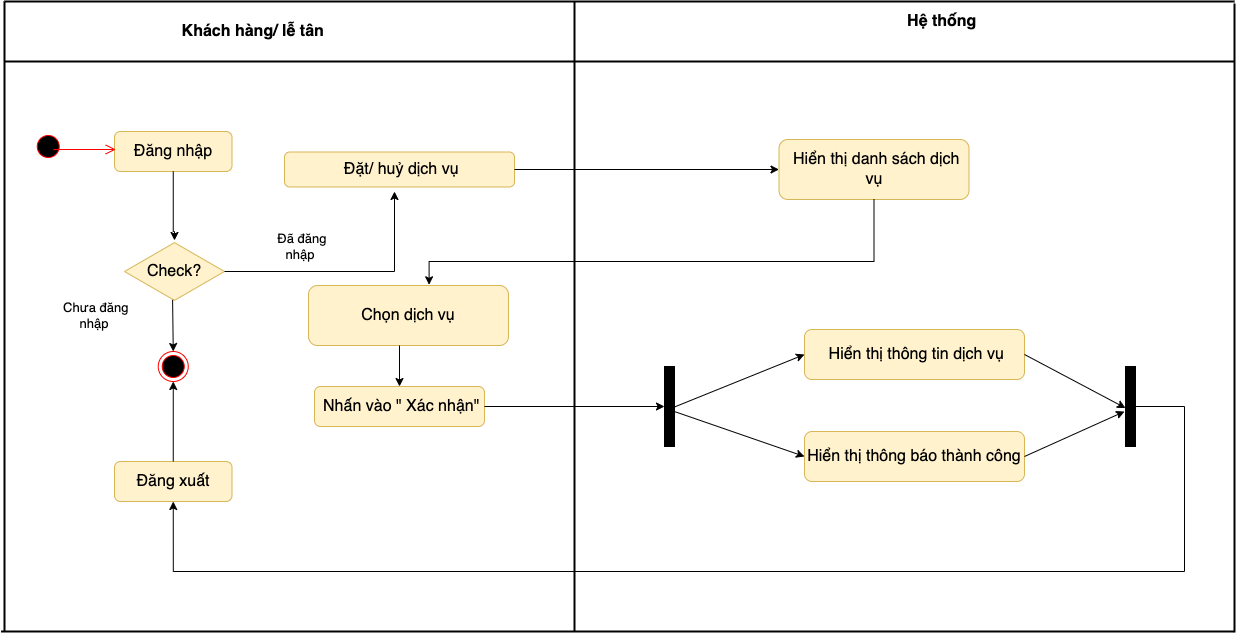 Khách hàng/ lễ tân
Hệ thống
Đăng nhập
Đặt/ huỷ dịch vụ
Hiển thị danh sách dịch
vụ
Đã đăng
nhập
Check?
Chưa đăng
nhập
Chọn dịch vụ
Hiển thị thông tin dịch vụ
Nhấn vào " Xác nhận"
Hiển thị thông báo thành công
Đăng xuất